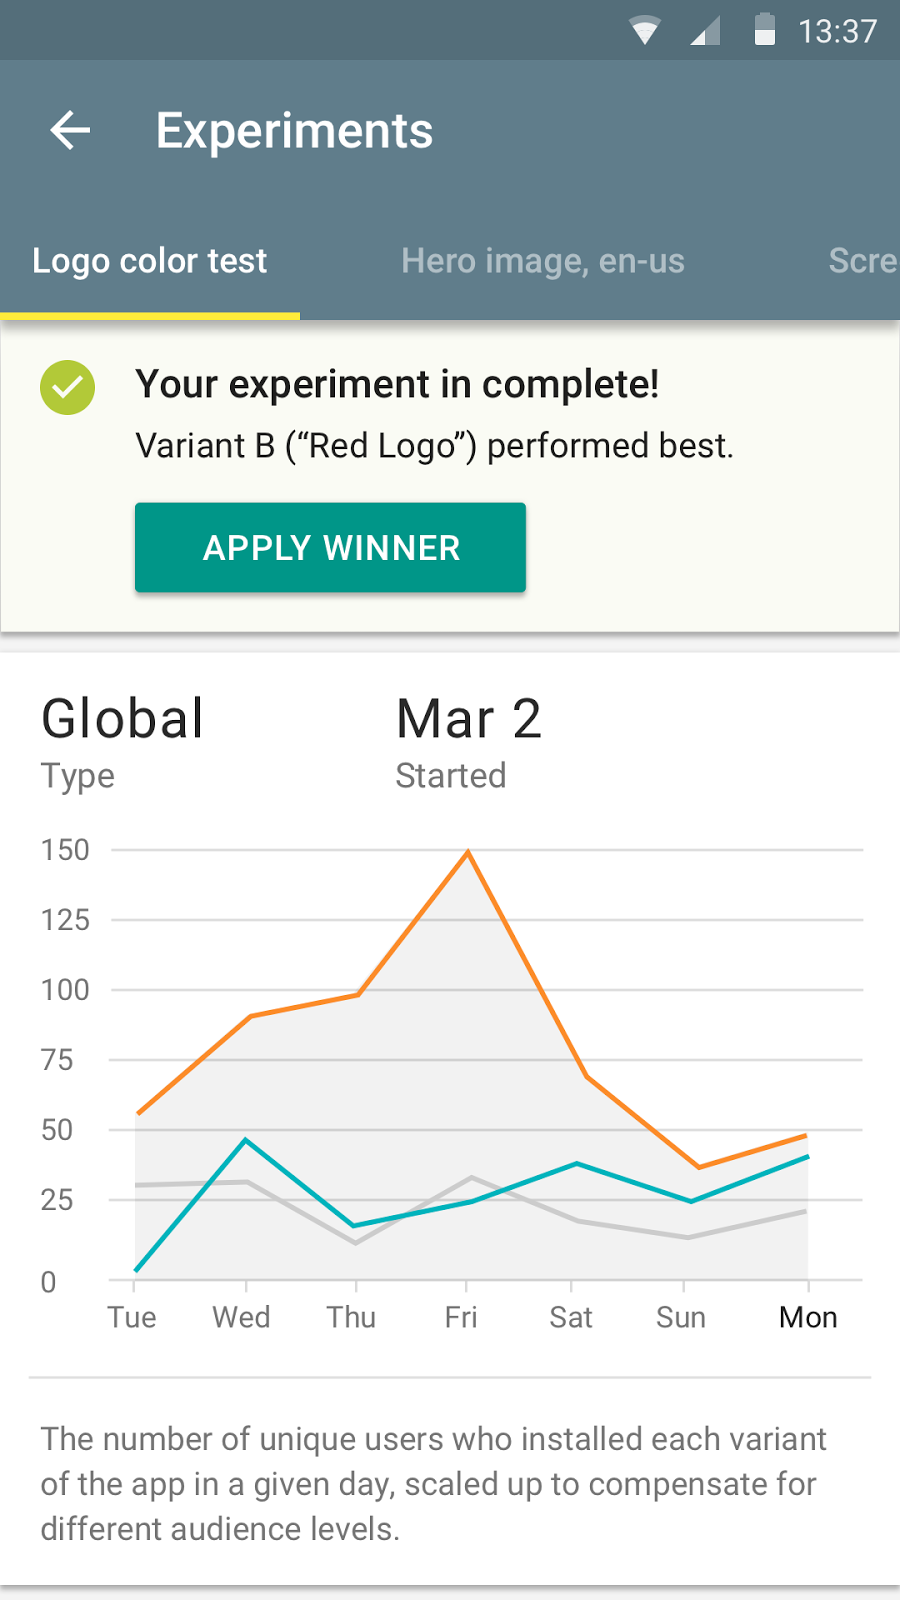 13:37
Experiments
Logo color test
Hero image, en-us
Scre
Your experiment in complete!
Variant B (“Red Logo”) performed best.
APPLY WINNER
Global
Mar 2
Type
Started
150
125
100
75
50
25
0
Tue Wed Thu Fri Sat Sun Mon
The number of unique users who installed each variant
of the app in a given day, scaled up to compensate for
different audience levels.